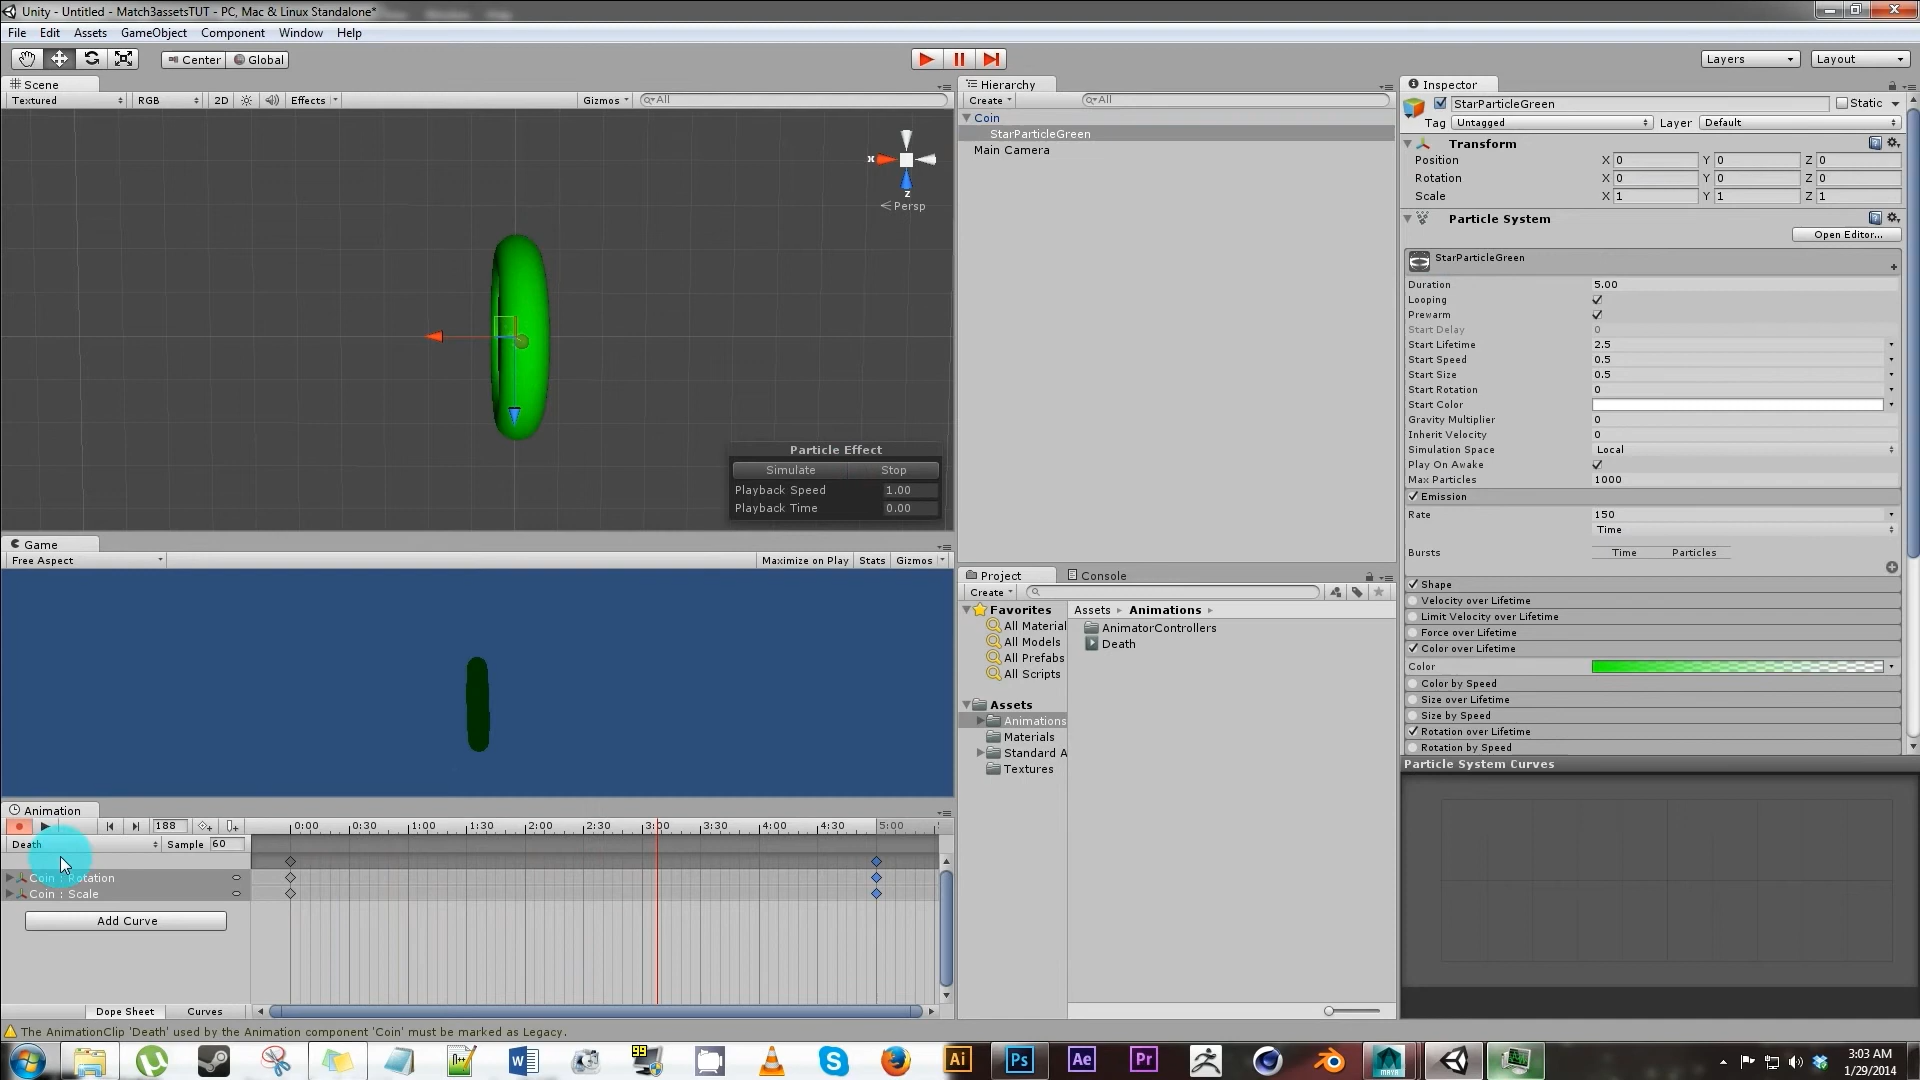 Unity - Untitled - Match3assetsTUT - PC, Mac & Linux Standalone*
File Edit Assets GameObject Component Window Help
Center Global Layers Layout
Scene
Textured RGB 2D Effects Gizmos All
x
z
Persp
Particle Effect
Simulate Stop
Playback Speed 1.00
Playback Time 0.00
Game
Free Aspect Maximize on Play Stats Gizmos
Animation
188 0:00 0:30 1:00 1:30 2:00 2:30 3:00 3:30 4:00 4:30 5:00
Death Sample 60
Coin : Rotation
Coin : Scale
Add Curve
Dope Sheet Curves
Hierarchy
Create All
Coin
StarParticleGreen
Main Camera
Project Console
Create
Favorites
All Material
All Models
All Prefabs
All Scripts
Assets
Animations
Materials
Standard A
Textures
Assets Animations
AnimatorControllers
Death
Inspector
StarParticleGreen Static
Tag Untagged Layer Default
Transform
Position X 0 Y 0 Z 0
Rotation X 0 Y 0 Z 0
Scale X 1 Y 1 Z 1
Particle System
Open Editor...
StarParticleGreen
Duration 5.00
Looping
Prewarm
Start Delay 0
Start Lifetime 2.5
Start Speed 0.5
Start Size 0.5
Start Rotation 0
Start Color
Gravity Multiplier 0
Inherit Velocity 0
Simulation Space Local
Play On Awake
Max Particles 1000
Emission
Rate 150
Time
Bursts Time Particles
Shape
Velocity over Lifetime
Limit Velocity over Lifetime
Force over Lifetime
Color over Lifetime
Color
Color by Speed
Size over Lifetime
Size by Speed
Rotation over Lifetime
Rotation by Speed
Particle System Curves
The AnimationClip 'Death' used by the Animation component 'Coin' must be marked as Legacy.
99
Ai Ps Ae Pr
MAYA
3:03 AM
1/29/2014